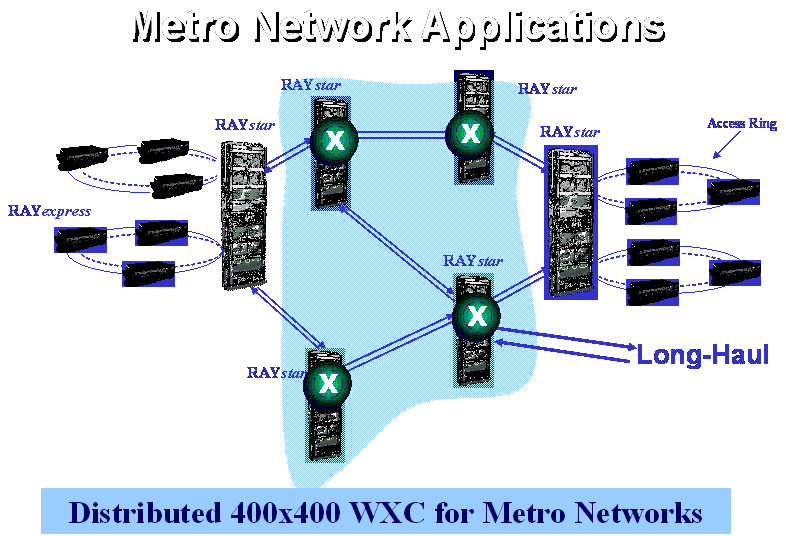 Metro Network Applications
RAYstar
RAYstar
RAYstar
RAYstar
Access Ring
RAYexpress
RAYstar
RAYstar
Long-Haul
X
X
X
X
Distributed 400x400 WXC for Metro Networks